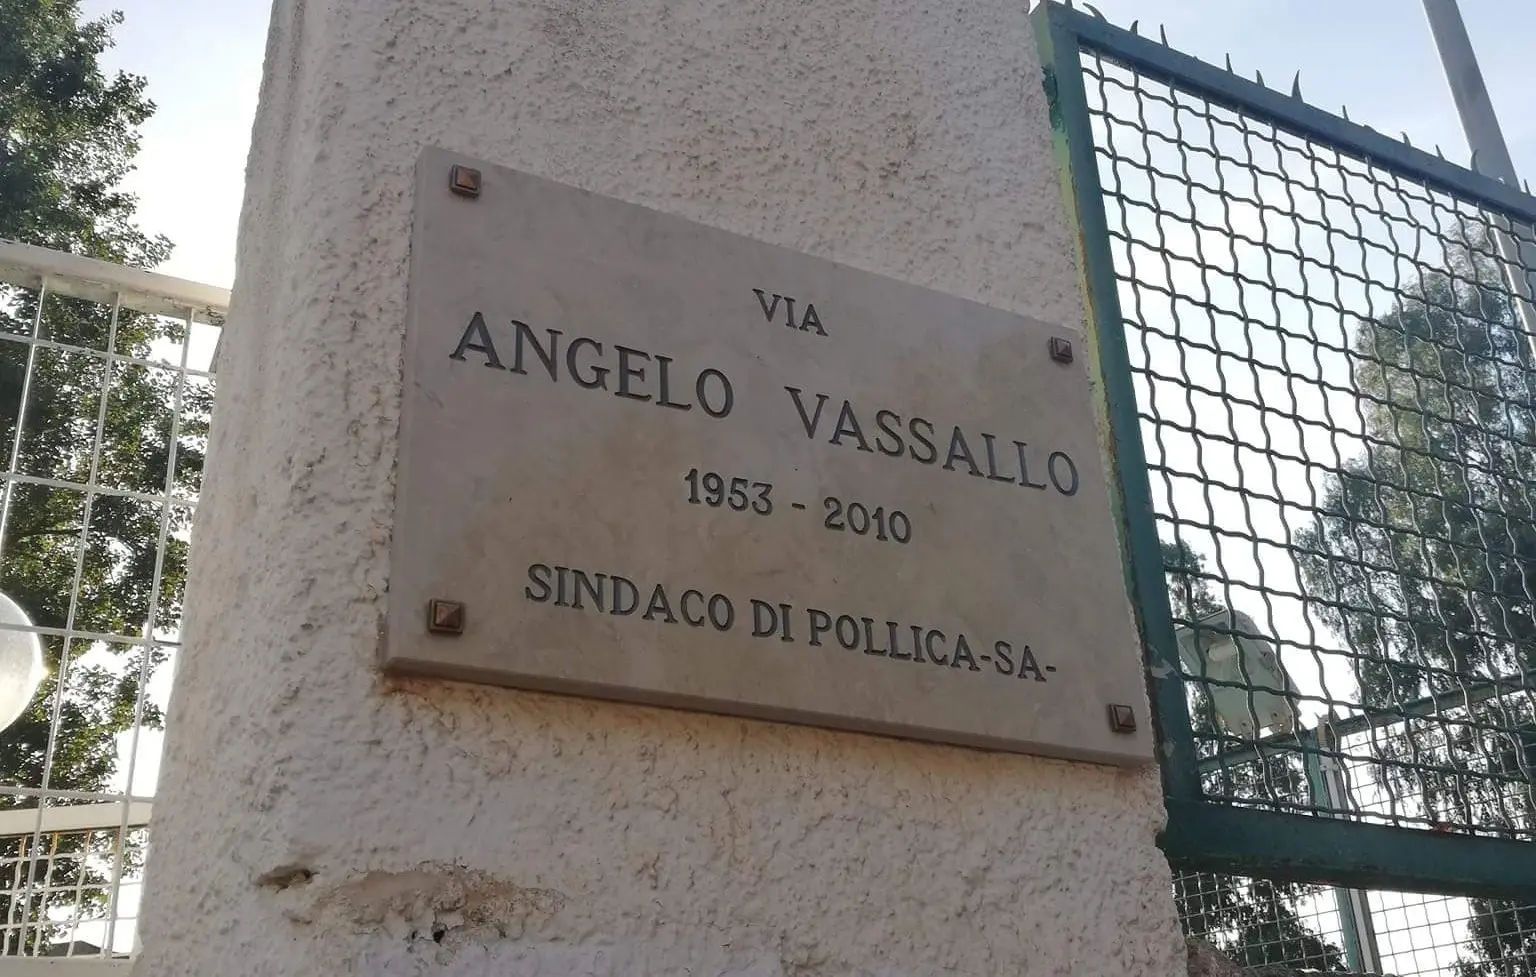 VIA
ANGELO VASSALLO
1953 - 2010
SINDACO DI POLLICA-SA-